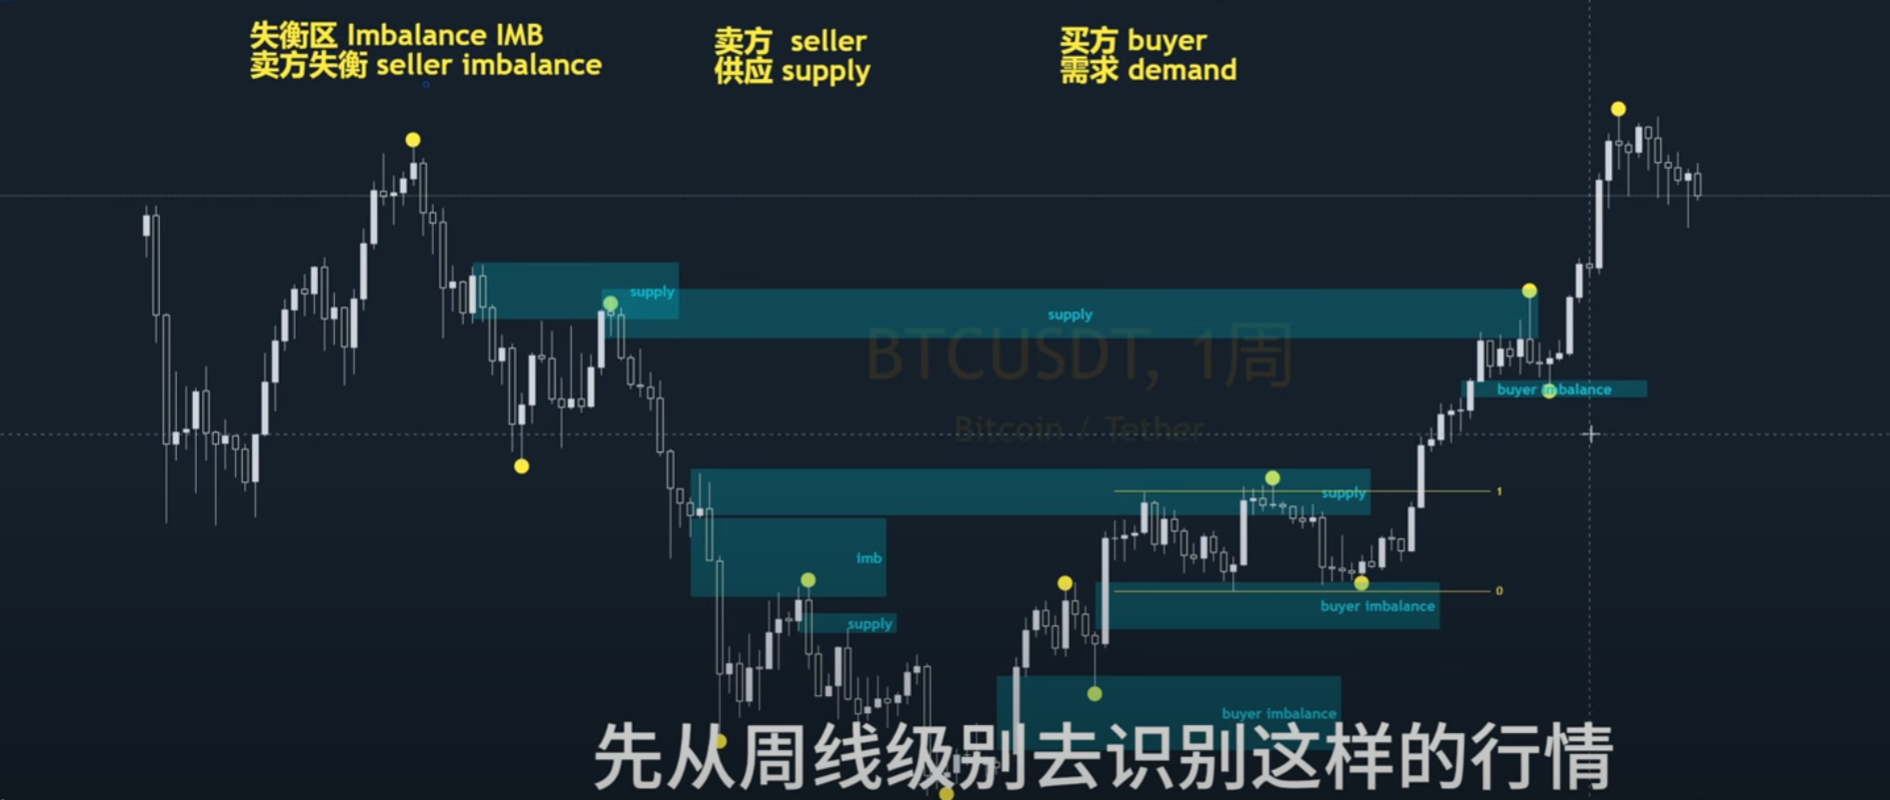 失衡区 Imbalance IMB
卖方失衡 seller imbalance
卖方 seller
供应 supply
买方 buyer
需求 demand
supply
supply
BTCUSDT, 1周
Bitcoin / Tether
buyer imbalance
supply
1
imb
0
buyer imbalance
supply
buyer imbalance
先从周线级别去识别这样的行情